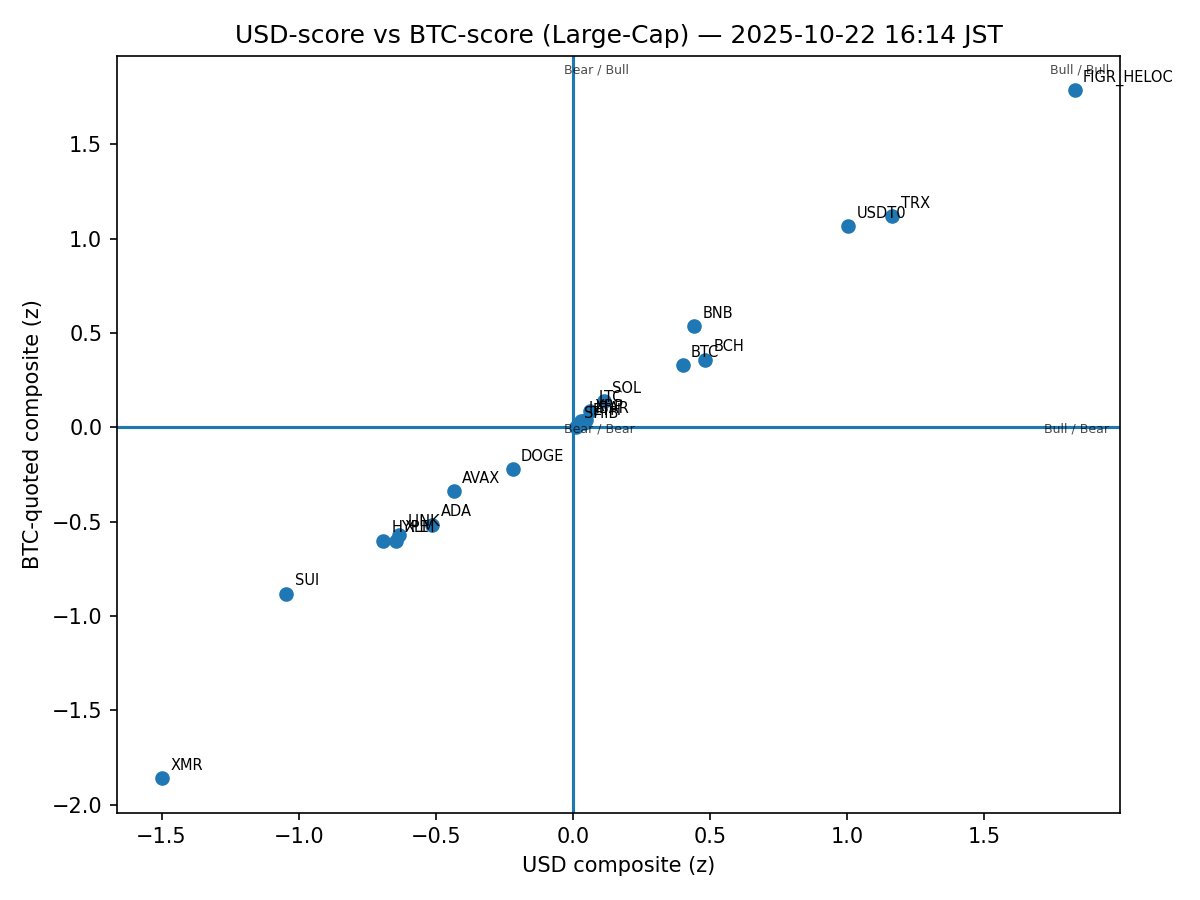 USD-score vs BTC-score (Large-Cap) — 2025-10-22 16:14 JST
Bear / Bull
Bull / Bull
FIGR_HELOC
TRX
USDT0
BNB
BTC
BCH
SOL
LTC
SHIB
Bear / Bear
Bull / Bear
DOGE
AVAX
ADA
LINK
SUI
XMR
1.5
1.0
0.5
0.0
−0.5
−1.0
−1.5
−2.0
−1.5
−1.0
−0.5
0.0
0.5
1.0
1.5
BTC-quoted composite (z)
USD composite (z)